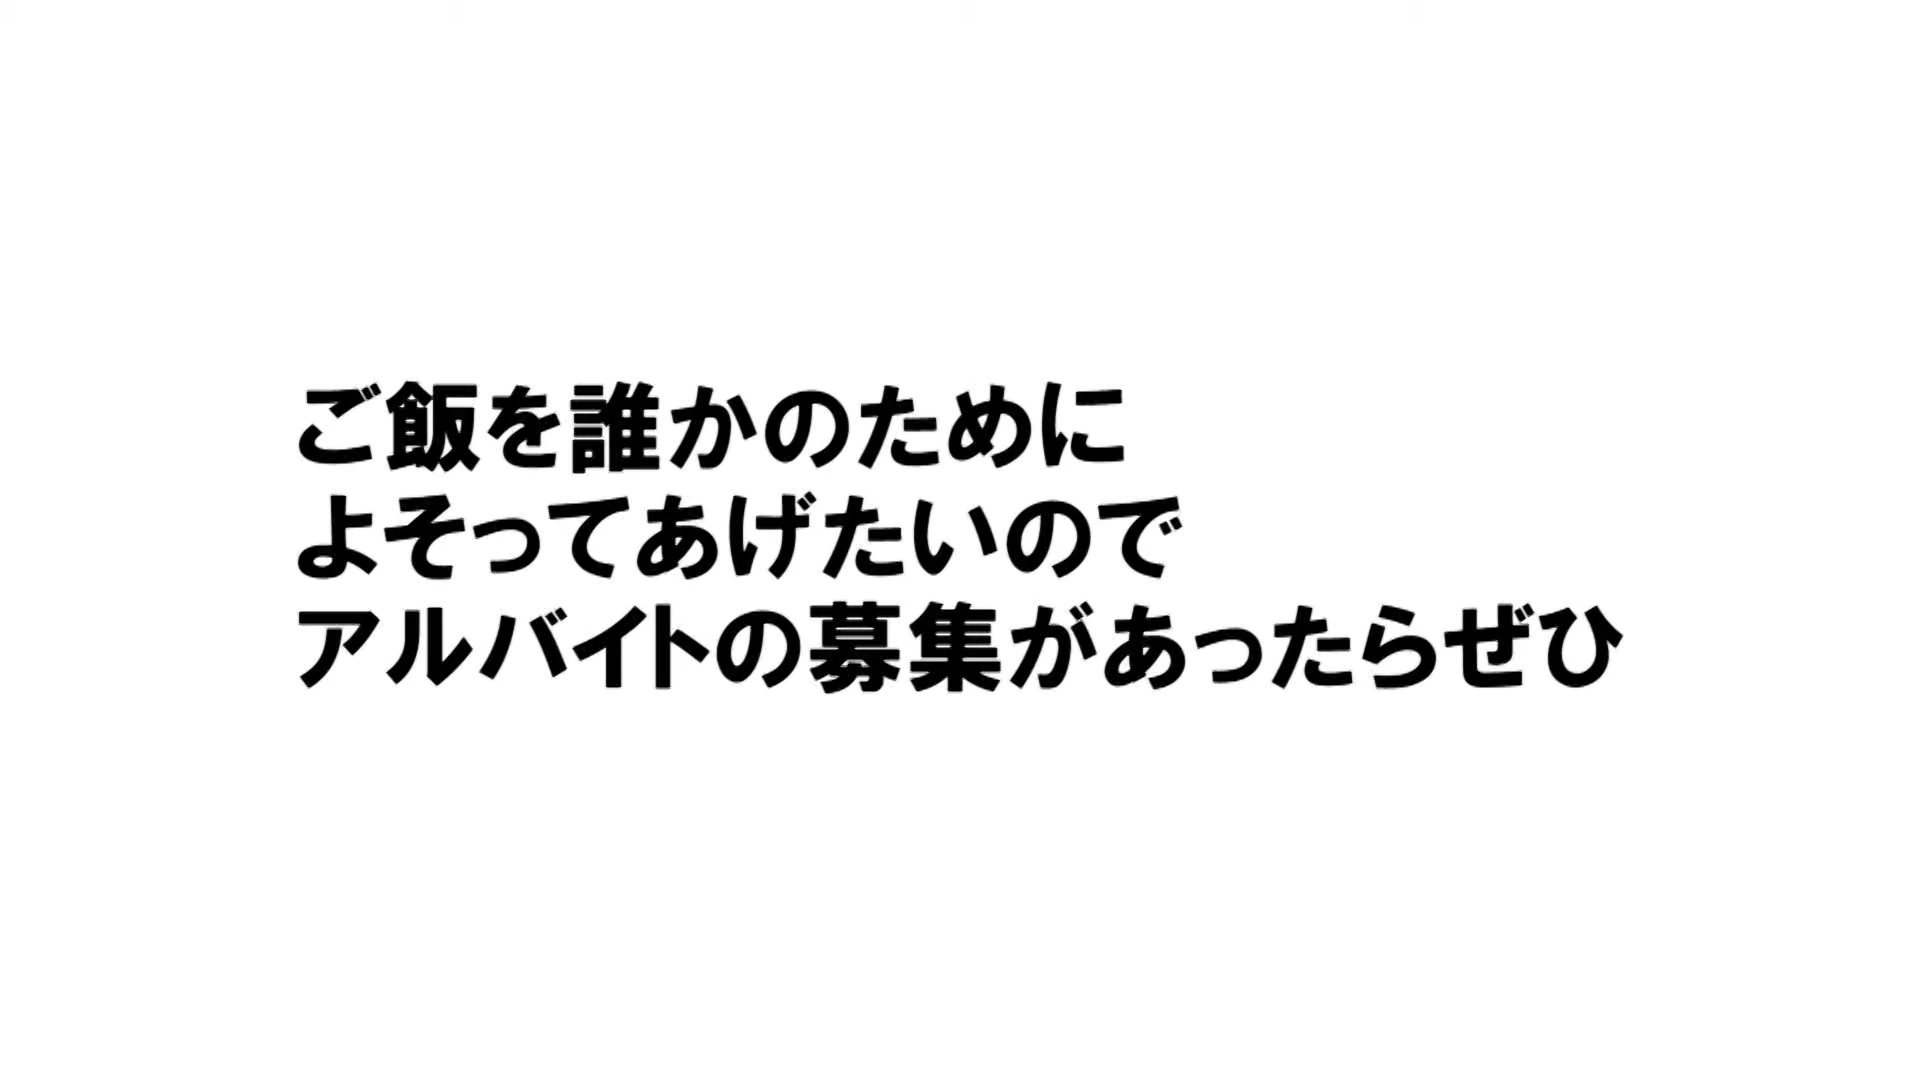 ご飯を誰かのために
よそってあげたいので
アルバイトの募集があったらぜひ